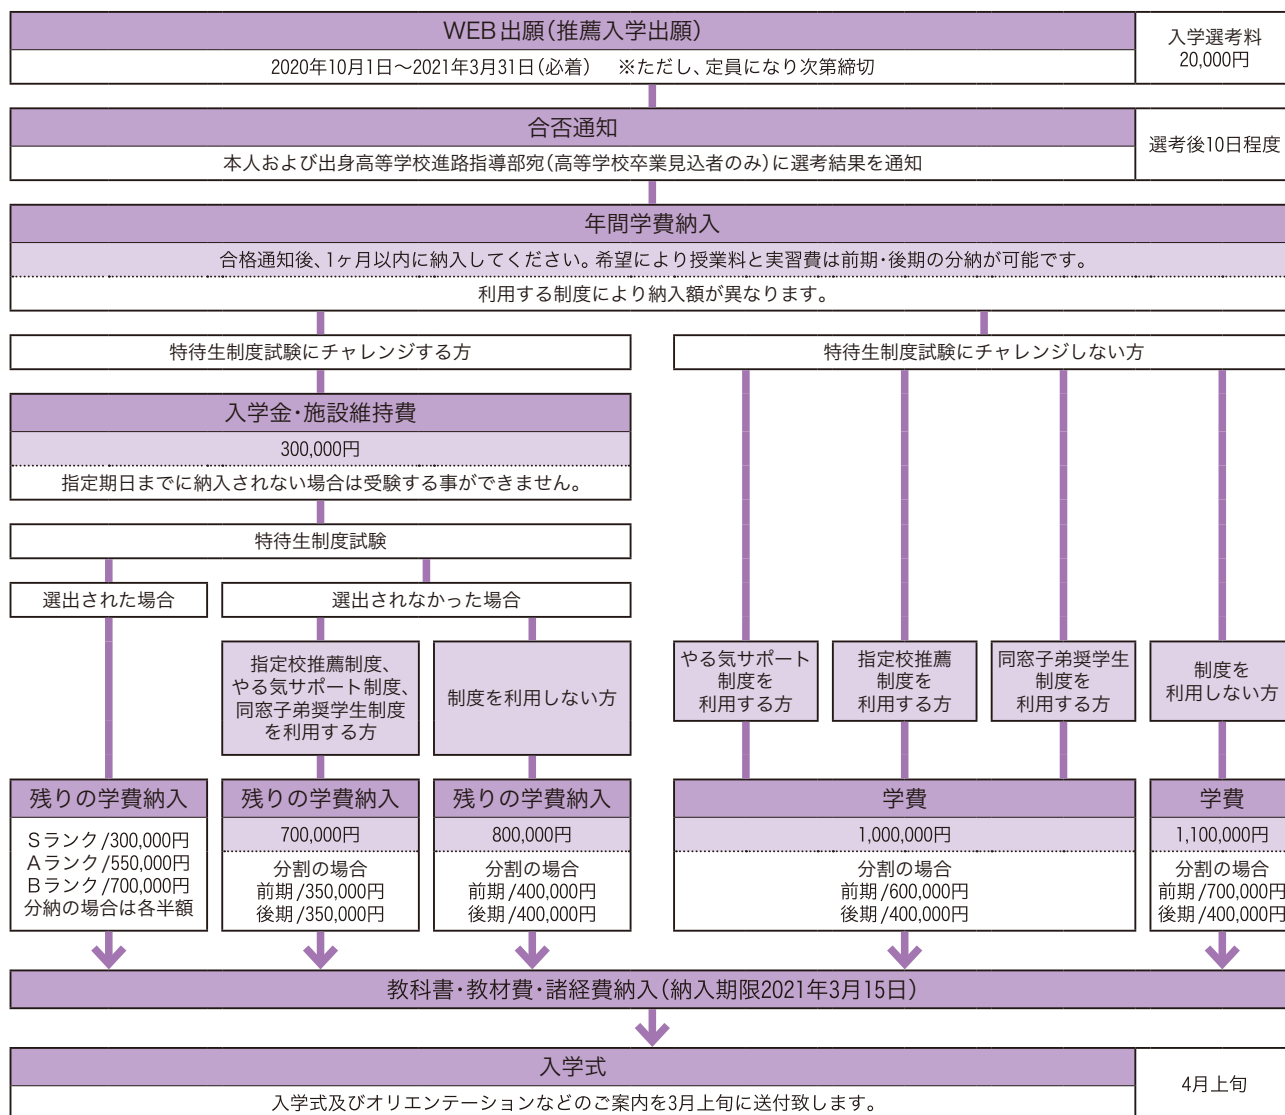 WEB出願（推薦入学出願）
2020年10月1日～2021年3月31日（必着）　※ただし、定員になり次第締切
入学選考料
20,000円
合否通知
本人および出身高等学校進路指導部宛（高等学校卒業見込者のみ）に選考結果を通知
選考後10日程度
年間学費納入
合格通知後、1ヶ月以内に納入してください。希望により授業料と実習費は前期・後期の分納が可能です。
利用する制度により納入額が異なります。
特待生制度試験にチャレンジする方
特待生制度試験にチャレンジしない方
入学金・施設維持費
300,000円
指定期日までに納入されない場合は受験する事ができません。
特待生制度試験
選出された場合
選出されなかった場合
指定校推薦制度、
やる気サポート制度、
同窓子弟奨学生制度
を利用する方
制度を利用しない方
やる気サポート
制度を
利用する方
指定校推薦
制度を
利用する方
同窓子弟奨学生
制度を
利用する方
制度を
利用しない方
残りの学費納入
Sランク/300,000円
Aランク/550,000円
Bランク/700,000円
分納の場合は各半額
残りの学費納入
700,000円
分割の場合
前期/350,000円
後期/350,000円
残りの学費納入
800,000円
分割の場合
前期/400,000円
後期/400,000円
学費
1,000,000円
分割の場合
前期/600,000円
後期/400,000円
学費
1,100,000円
分割の場合
前期/700,000円
後期/400,000円
教科書・教材費・諸経費納入（納入期限2021年3月15日）
入学式
入学式及びオリエンテーションなどのご案内を3月上旬に送付致します。
4月上旬